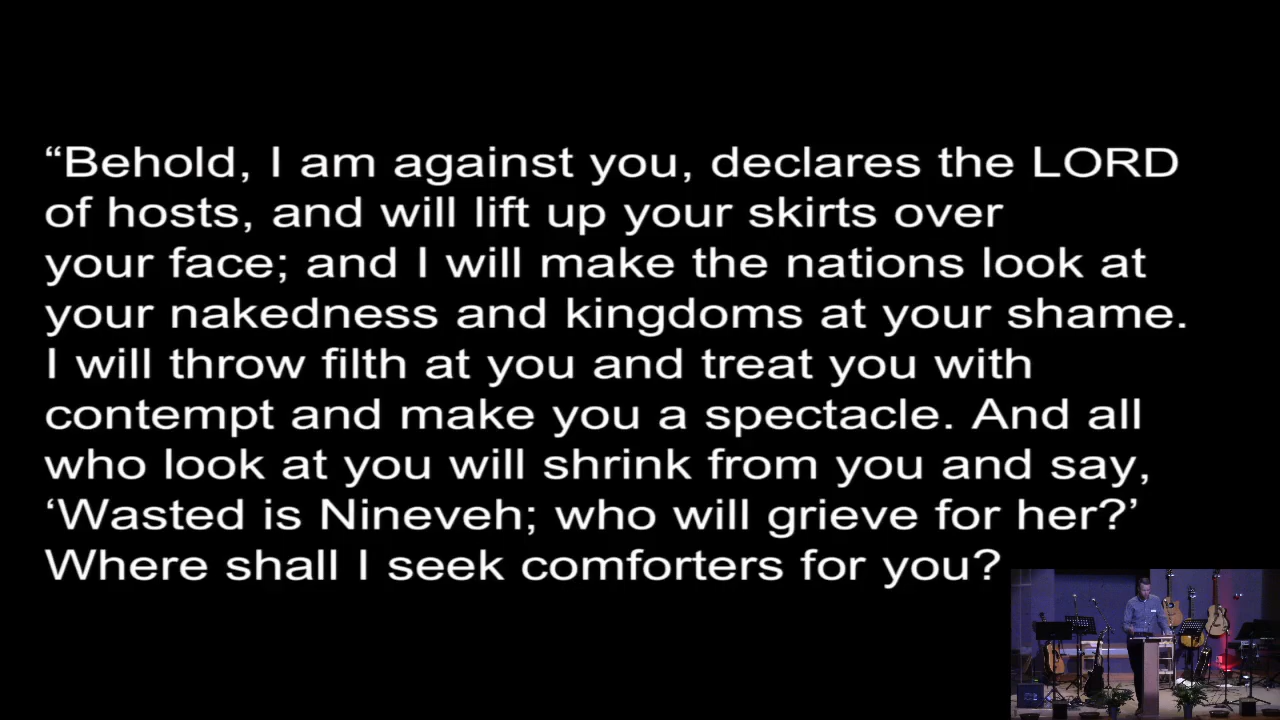 “Behold, I am against you, declares the LORD
of hosts, and will lift up your skirts over
your face; and I will make the nations look at
your nakedness and kingdoms at your shame.
I will throw filth at you and treat you with
contempt and make you a spectacle. And all
who look at you will shrink from you and say,
‘Wasted is Nineveh; who will grieve for her?’
Where shall I seek comforters for you?